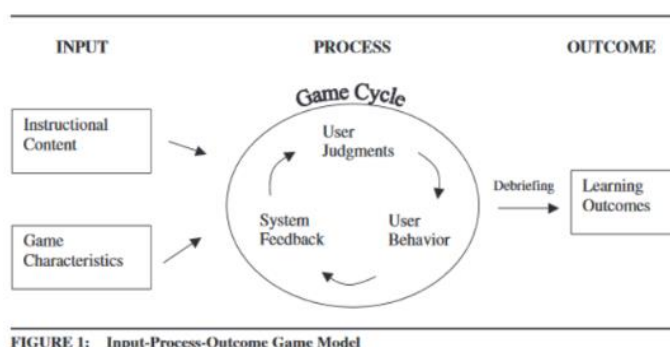 INPUT PROCESS OUTCOME
Game Cycle
Instructional
Content
User
Judgments
Debriefing
Learning
Outcomes
System
Feedback
User
Behavior
Game
Characteristics
FIGURE 1: Input-Process-Outcome Game Model